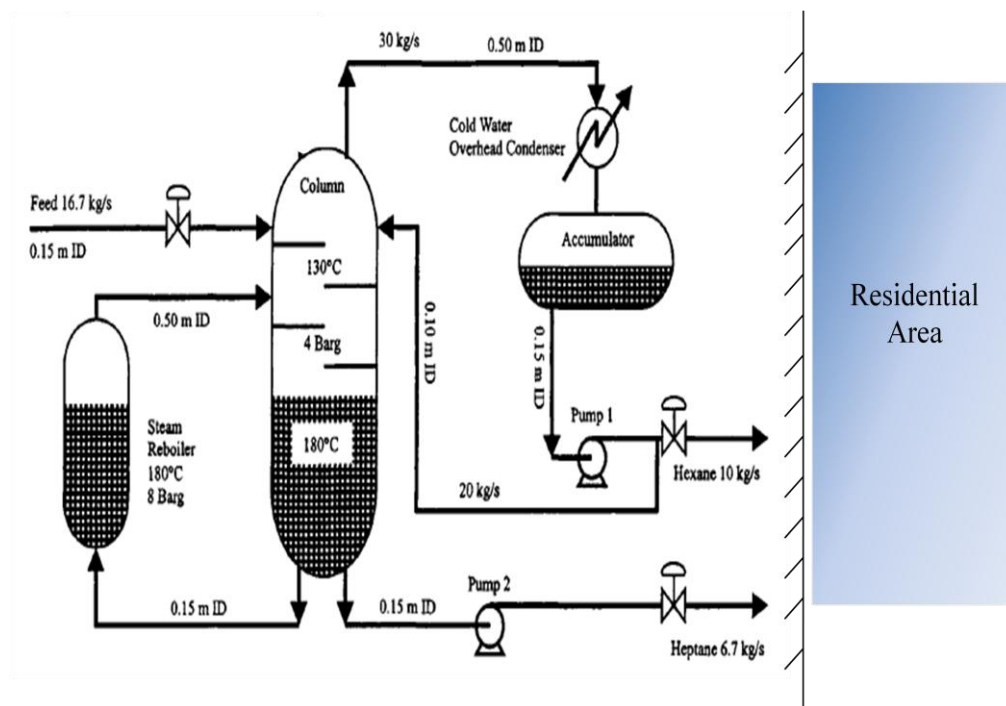 30 kg/s
0.50 m ID
Cold Water
Overhead Condenser
Column
Feed 16.7 kg/s
0.15 m ID
Accumulator
130°C
0.50 m ID
4 Barg
0.10 m ID
0.15 m ID
Residential
Area
Steam
Reboiler
180°C
8 Barg
180°C
Pump 1
20 kg/s
Hexane 10 kg/s
0.15 m ID
0.15 m ID
Pump 2
Heptane 6.7 kg/s